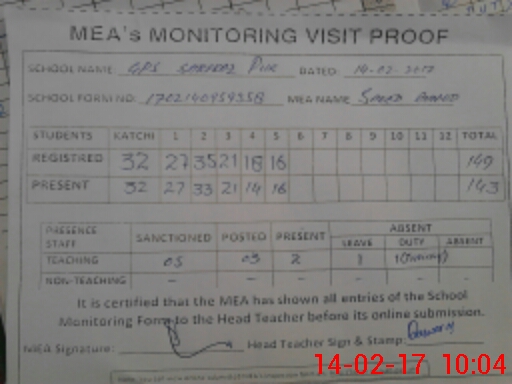 MEA's MONITORING VISIT PROOF
SCHOOL NAME GPS Pur DATED 14-02-2017
SCHOOL FORM NO: MEA NAME Saeed Ahmed
STUDENTS KATCHI 1 2 3 4 5 6 7 8 9 10 11 12 TOTAL
REGISTRED 32 27 35 21 18 16 149
PRESENT 32 27 33 21 14 16 143
PRESENCE STAFF SANCTIONED POSTED PRESENT ABSENT
LEAVE DUTY ABSENT
TEACHING 05 03 2 1 1(Training)
NON-TEACHING - - - - - -
It is certified that the MEA has shown all entries of the School
Monitoring Form to the Head Teacher before its online submission.
MEA Signature: Head Teacher Sign & Stamp:
14-02-17 10:04